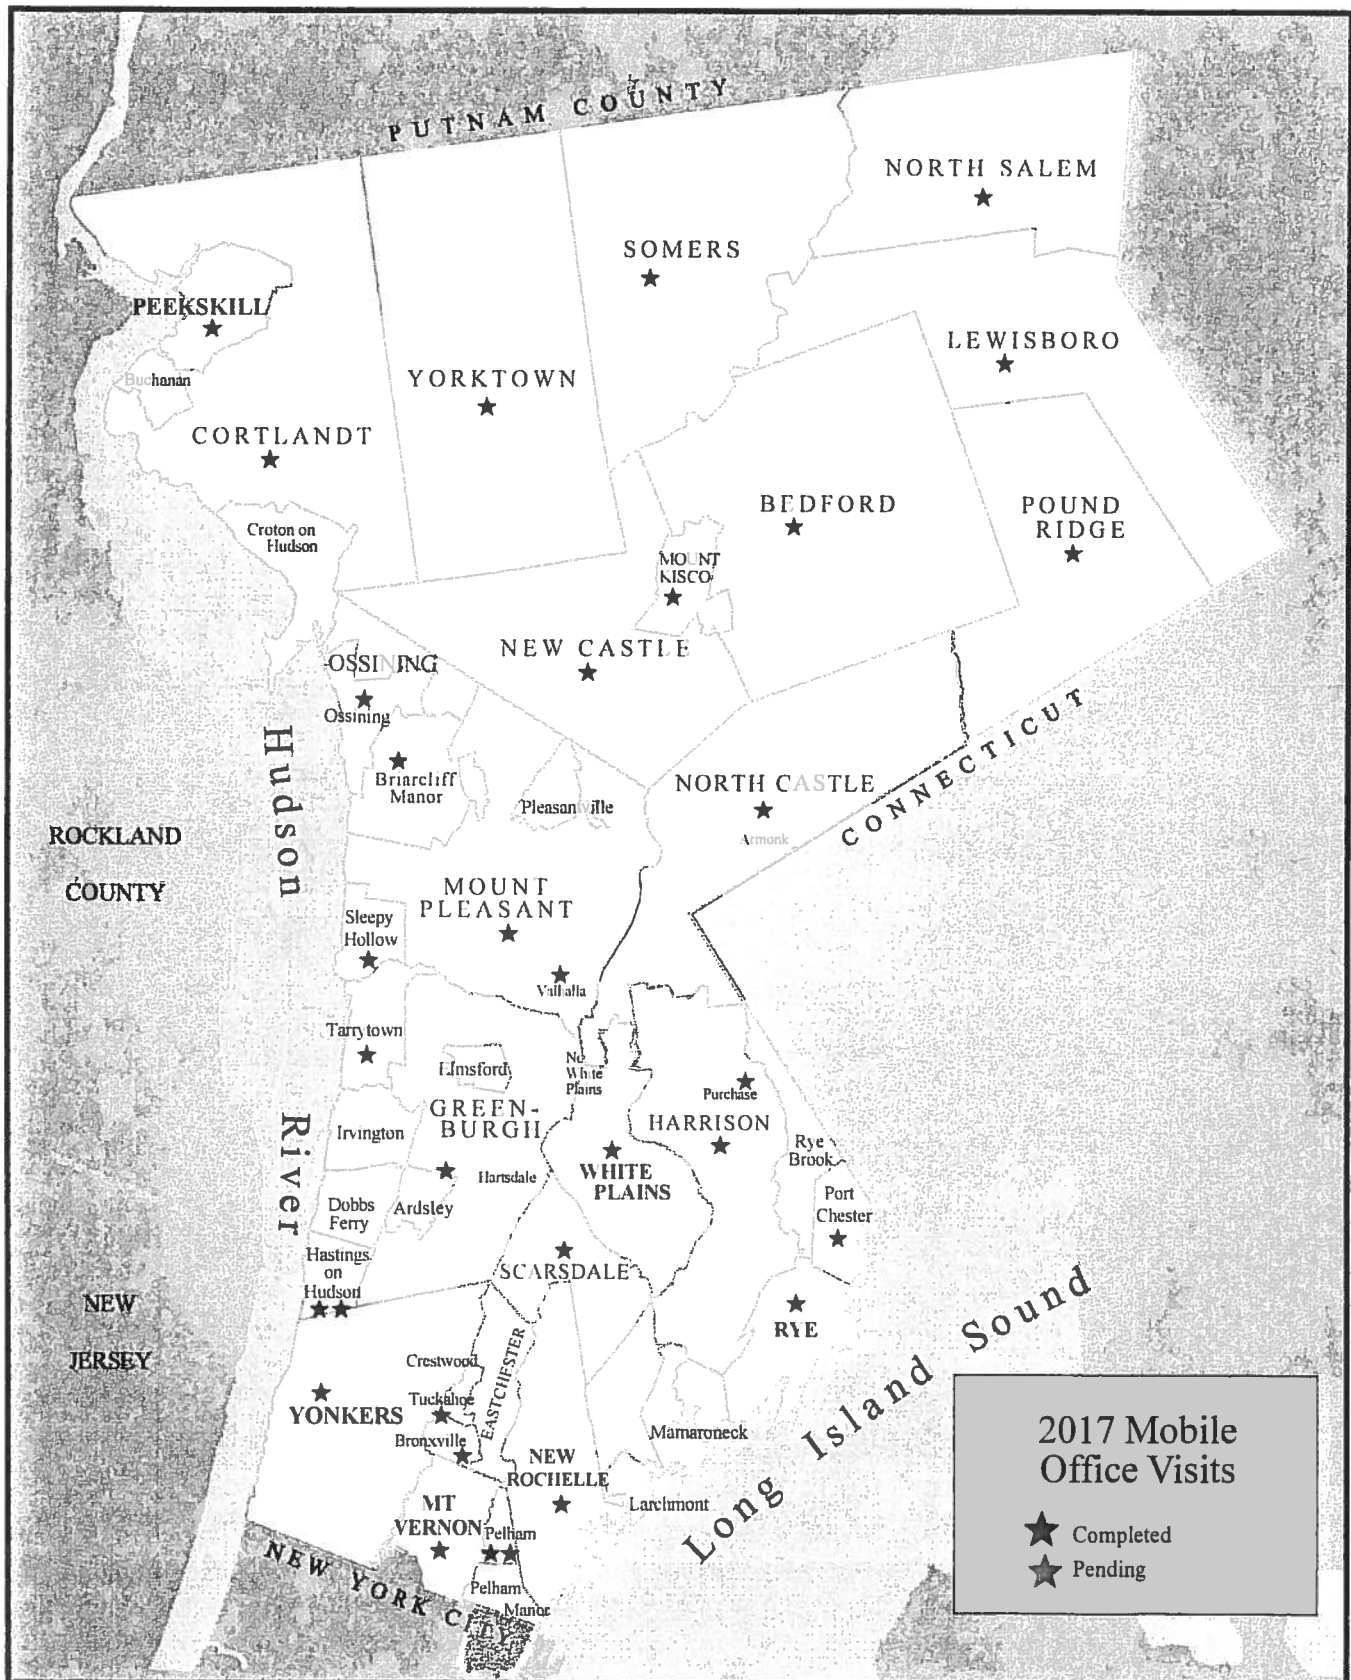 PUTNAM COUNTY
NORTH SALEM
SOMERS
PEEKSKILL
LEWISBORO
Buchanan
YORKTOWN
CORTLANDT
BEDFORD
POUND
RIDGE
Croton on
Hudson
MOUNT
KISCO
NEW CASTLE
OSSINING
Ossining
Hudson
River
CONNECTICUT
Briarcliff
Manor
NORTH CASTLE
Pleasantville
Armonk
ROCKLAND
COUNTY
MOUNT
PLEASANT
Sleepy
Hollow
Valhalla
Tarrytown
Elmsford
No
White
Plains
Purchase
GREEN-
BURGH
HARRISON
Irvington
Rye
Brook
Hartsdale
WHITE
PLAINS
Dobbs
Ferry
Ardsley
Port
Chester
Hastings
on
Hudson
SCARSDALE
NEW
JERSEY
RYE
Long Island Sound
Crestwood
EASTCHESTER
Tuckahoe
YONKERS
Bronxville
Mamaroneck
NEW
ROCHELLE
Larchmont
MT
VERNON
Pelham
Pelham
Manor
NEW YORK CITY
2017 Mobile
Office Visits
Completed
Pending